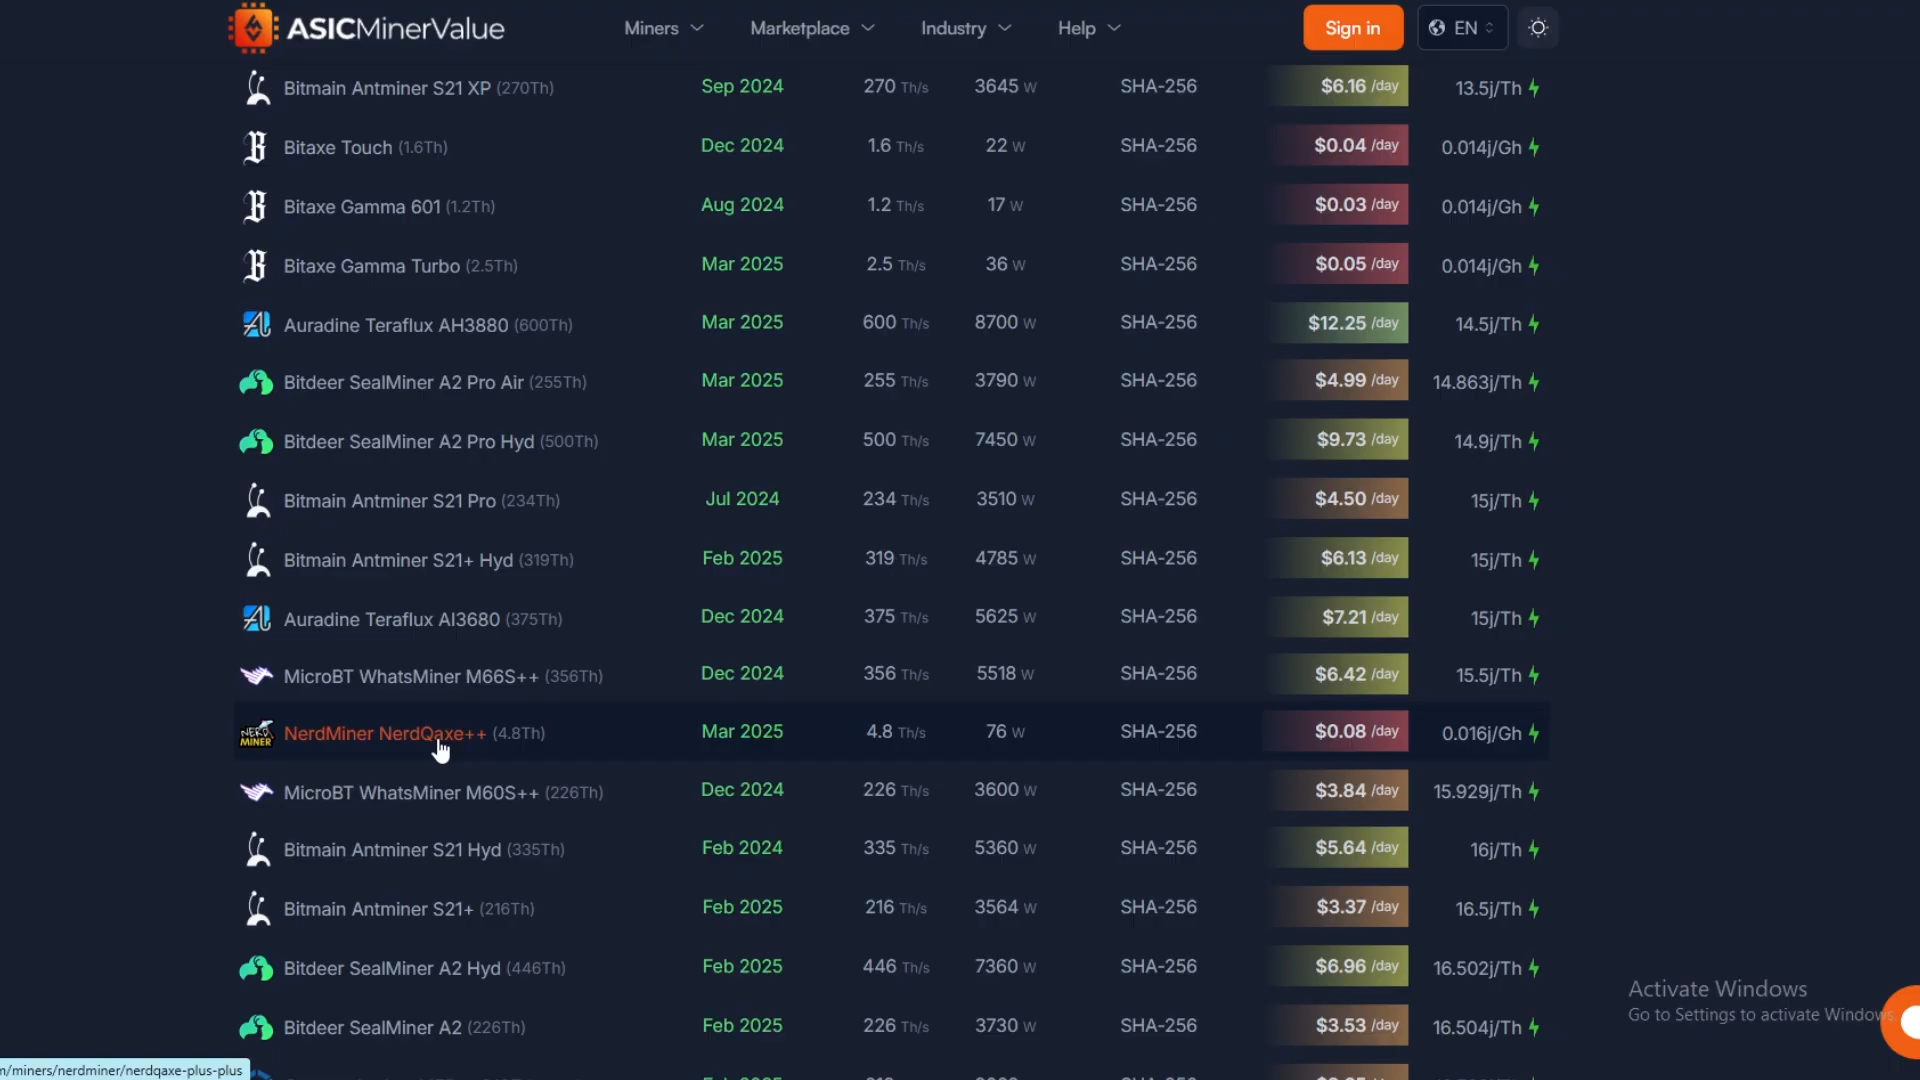 ASICMinerValue Miners Marketplace Industry Help Sign in EN
Bitmain Antminer S21 XP (270Th) Sep 2024 270 Th/s 3645 W SHA-256 $6.16 /day 13.5j/Th
Bitaxe Touch (1.6Th) Dec 2024 1.6 Th/s 22 W SHA-256 $0.04 /day 0.014j/Gh
Bitaxe Gamma 601 (1.2Th) Aug 2024 1.2 Th/s 17 W SHA-256 $0.03 /day 0.014j/Gh
Bitaxe Gamma Turbo (2.5Th) Mar 2025 2.5 Th/s 36 W SHA-256 $0.05 /day 0.014j/Gh
Auradine Teraflux AH3880 (600Th) Mar 2025 600 Th/s 8700 W SHA-256 $12.25 /day 14.5j/Th
Bitdeer SealMiner A2 Pro Air (255Th) Mar 2025 255 Th/s 3790 W SHA-256 $4.99 /day 14.863j/Th
Bitdeer SealMiner A2 Pro Hyd (500Th) Mar 2025 500 Th/s 7450 W SHA-256 $9.73 /day 14.9j/Th
Bitmain Antminer S21 Pro (234Th) Jul 2024 234 Th/s 3510 W SHA-256 $4.50 /day 15j/Th
Bitmain Antminer S21+ Hyd (319Th) Feb 2025 319 Th/s 4785 W SHA-256 $6.13 /day 15j/Th
Auradine Teraflux AI3680 (375Th) Dec 2024 375 Th/s 5625 W SHA-256 $7.21 /day 15j/Th
MicroBT WhatsMiner M66S++ (356Th) Dec 2024 356 Th/s 5518 W SHA-256 $6.42 /day 15.5j/Th
NERD MINER NerdMiner NerdQaxe++ (4.8Th) Mar 2025 4.8 Th/s 76 W SHA-256 $0.08 /day 0.016j/Gh
MicroBT WhatsMiner M60S++ (226Th) Dec 2024 226 Th/s 3600 W SHA-256 $3.84 /day 15.929j/Th
Bitmain Antminer S21 Hyd (335Th) Feb 2024 335 Th/s 5360 W SHA-256 $5.64 /day 16j/Th
Bitmain Antminer S21+ (216Th) Feb 2025 216 Th/s 3564 W SHA-256 $3.37 /day 16.5j/Th
Bitdeer SealMiner A2 Hyd (446Th) Feb 2025 446 Th/s 7360 W SHA-256 $6.96 /day 16.502j/Th
Bitdeer SealMiner A2 (226Th) Feb 2025 226 Th/s 3730 W SHA-256 $3.53 /day 16.504j/Th
Activate Windows
Go to Settings to activate Windows
m/miners/nerdminer/nerdqaxe-plus-plus